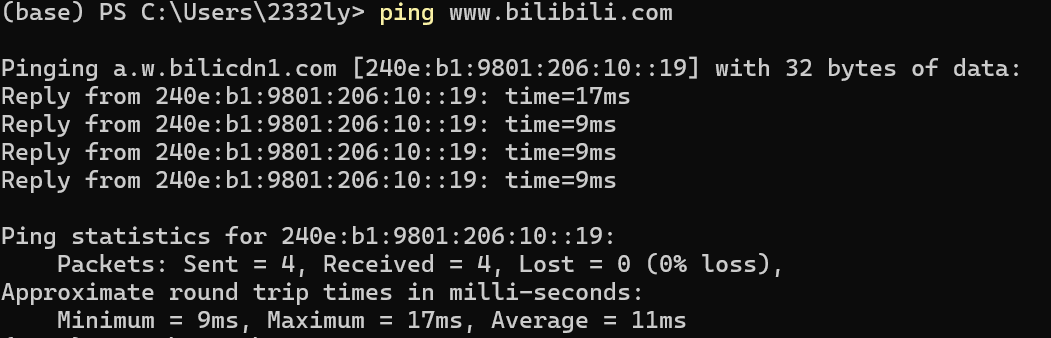 (base) PS C:\Users\2332ly> ping www.bilibili.com
Pinging a.w.bilicdn1.com [240e:b1:9801:206:10::19] with 32 bytes of data:
Reply from 240e:b1:9801:206:10::19: time=17ms
Reply from 240e:b1:9801:206:10::19: time=9ms
Reply from 240e:b1:9801:206:10::19: time=9ms
Reply from 240e:b1:9801:206:10::19: time=9ms
Ping statistics for 240e:b1:9801:206:10::19:
    Packets: Sent = 4, Received = 4, Lost = 0 (0% loss),
Approximate round trip times in milli-seconds:
    Minimum = 9ms, Maximum = 17ms, Average = 11ms